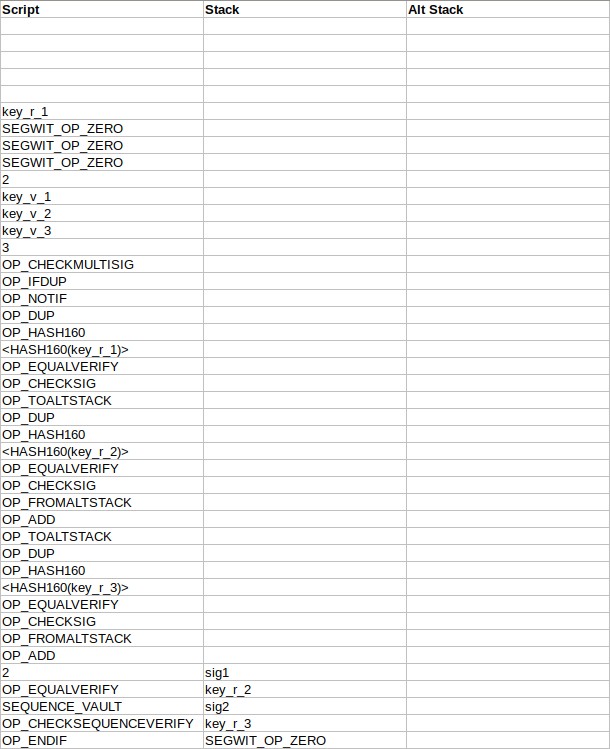 Script Stack Alt Stack
key_r_1
SEGWIT_OP_ZERO
SEGWIT_OP_ZERO
SEGWIT_OP_ZERO
2
key_v_1
key_v_2
key_v_3
3
OP_CHECKMULTISIG
OP_IFDUP
OP_NOTIF
OP_DUP
OP_HASH160
<HASH160(key_r_1)>
OP_EQUALVERIFY
OP_CHECKSIG
OP_TOALTSTACK
OP_DUP
OP_HASH160
<HASH160(key_r_2)>
OP_EQUALVERIFY
OP_CHECKSIG
OP_FROMALTSTACK
OP_ADD
OP_TOALTSTACK
OP_DUP
OP_HASH160
<HASH160(key_r_3)>
OP_EQUALVERIFY
OP_CHECKSIG
OP_FROMALTSTACK
OP_ADD
2 sig1
OP_EQUALVERIFY key_r_2
SEQUENCE_VAULT sig2
OP_CHECKSEQUENCEVERIFY key_r_3
OP_ENDIF SEGWIT_OP_ZERO